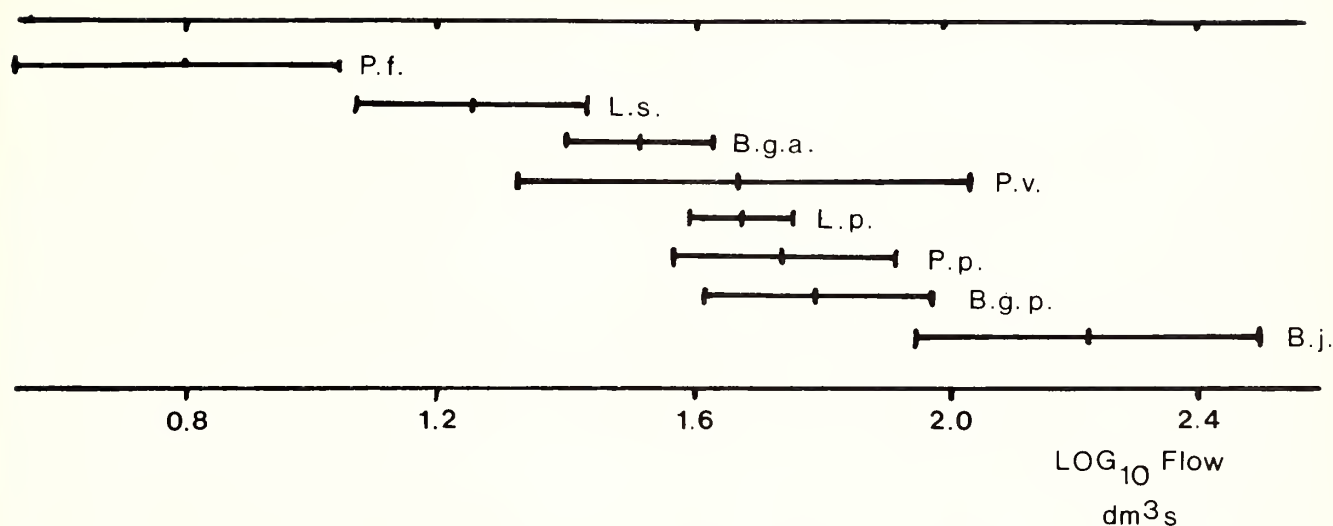 P.f.
L.s.
B.g.a.
P.v.
L.p.
P.p.
B.g.p.
B.j.
0.8 1.2 1.6 2.0 2.4
LOG₁₀ Flow
dm³s